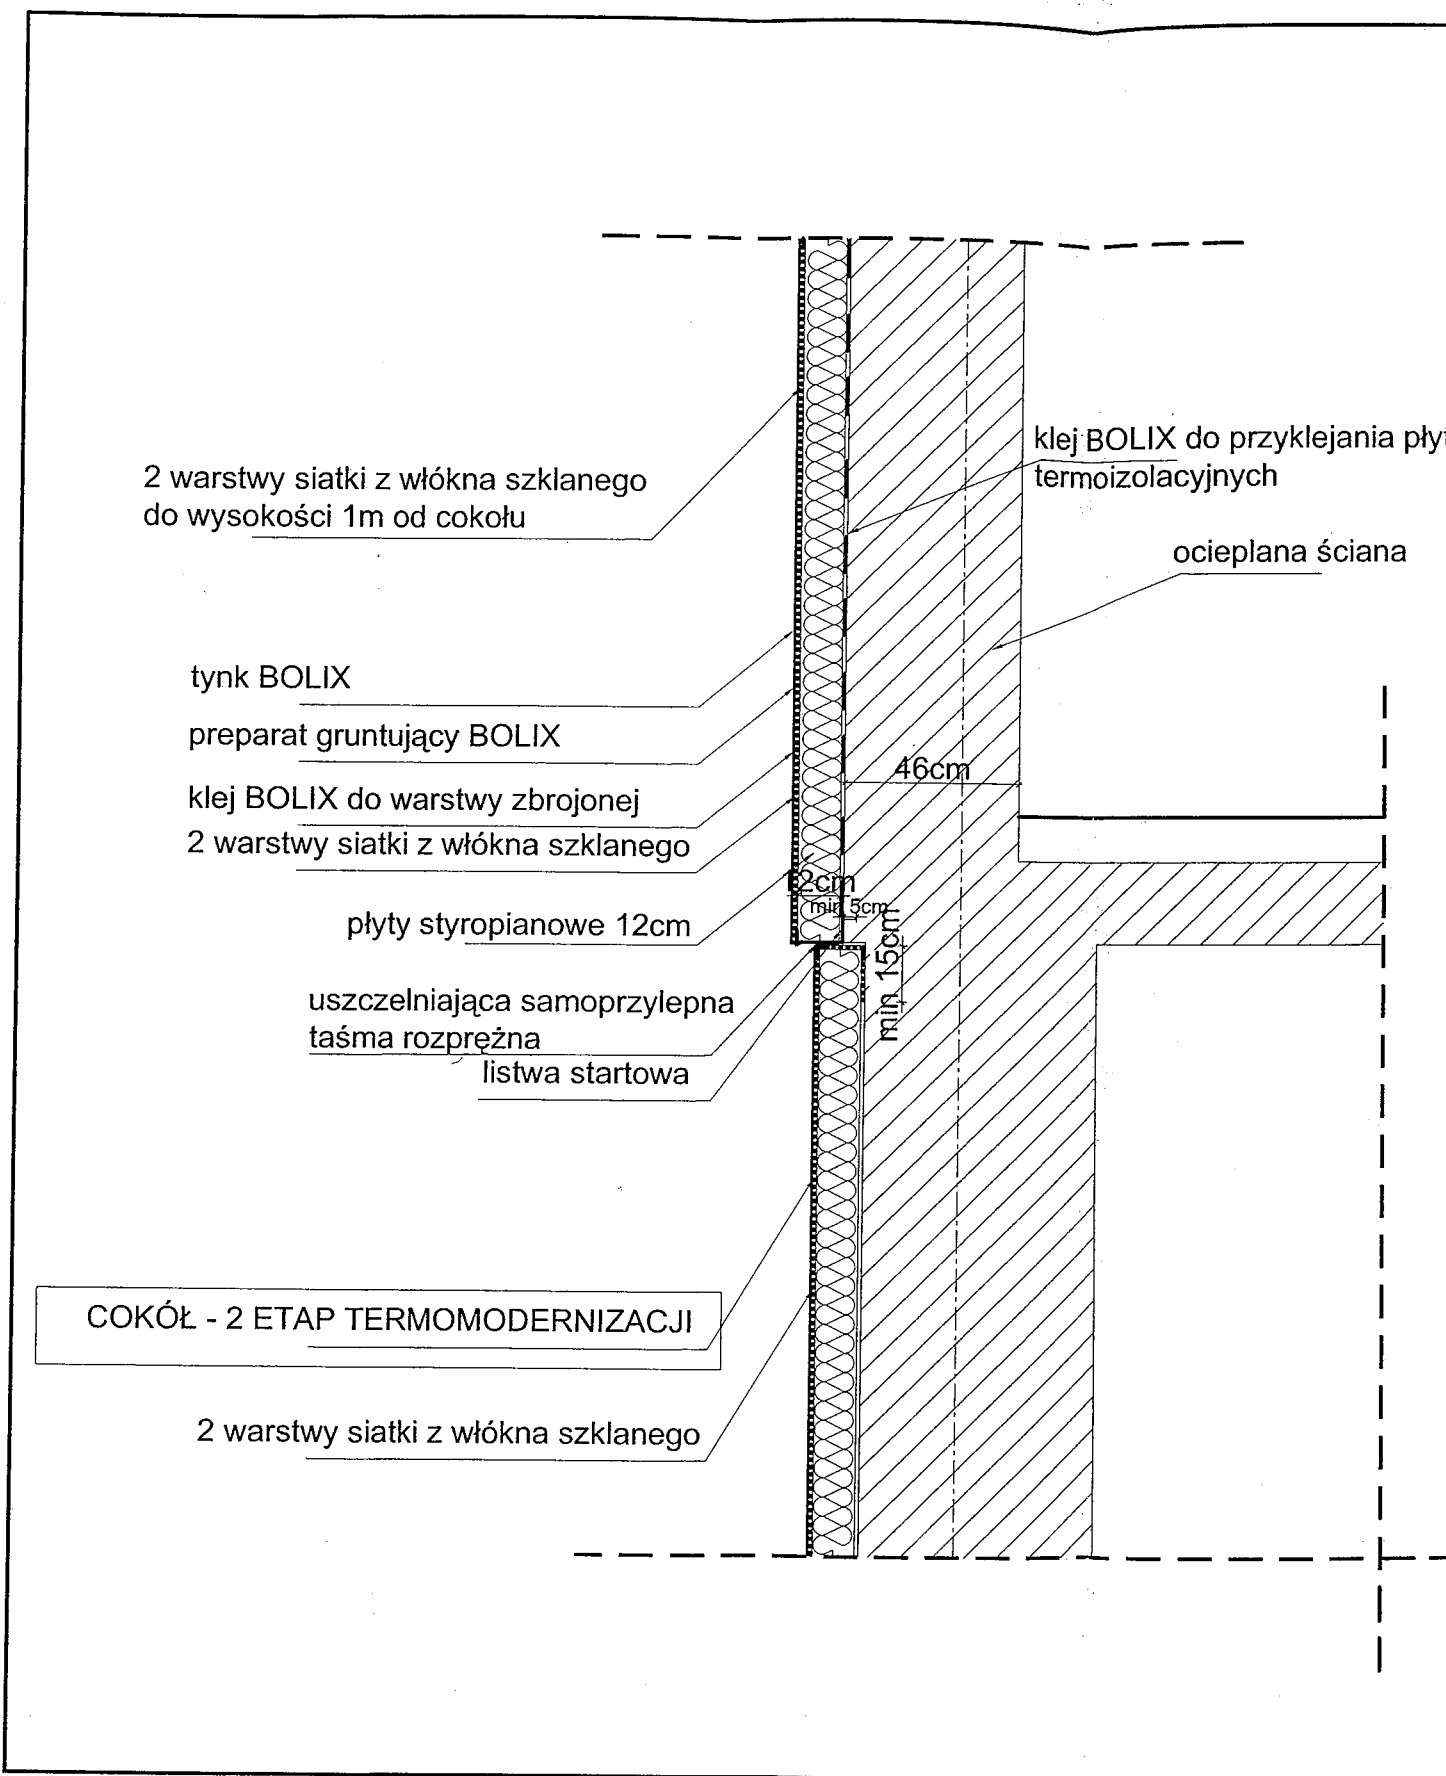 2 warstwy siatki z włókna szklanego
do wysokości 1m od cokołu
klej BOLIX do przyklejania płyt
termoizolacyjnych
ocieplana ściana
tynk BOLIX
preparat gruntujący BOLIX
46cm
klej BOLIX do warstwy zbrojonej
2 warstwy siatki z włókna szklanego
12cm
min 5cm
płyty styropianowe 12cm
min 15cm
uszczelniająca samoprzylepna
taśma rozprężna
listwa startowa
COKÓŁ - 2 ETAP TERMOMODERNIZACJI
2 warstwy siatki z włókna szklanego